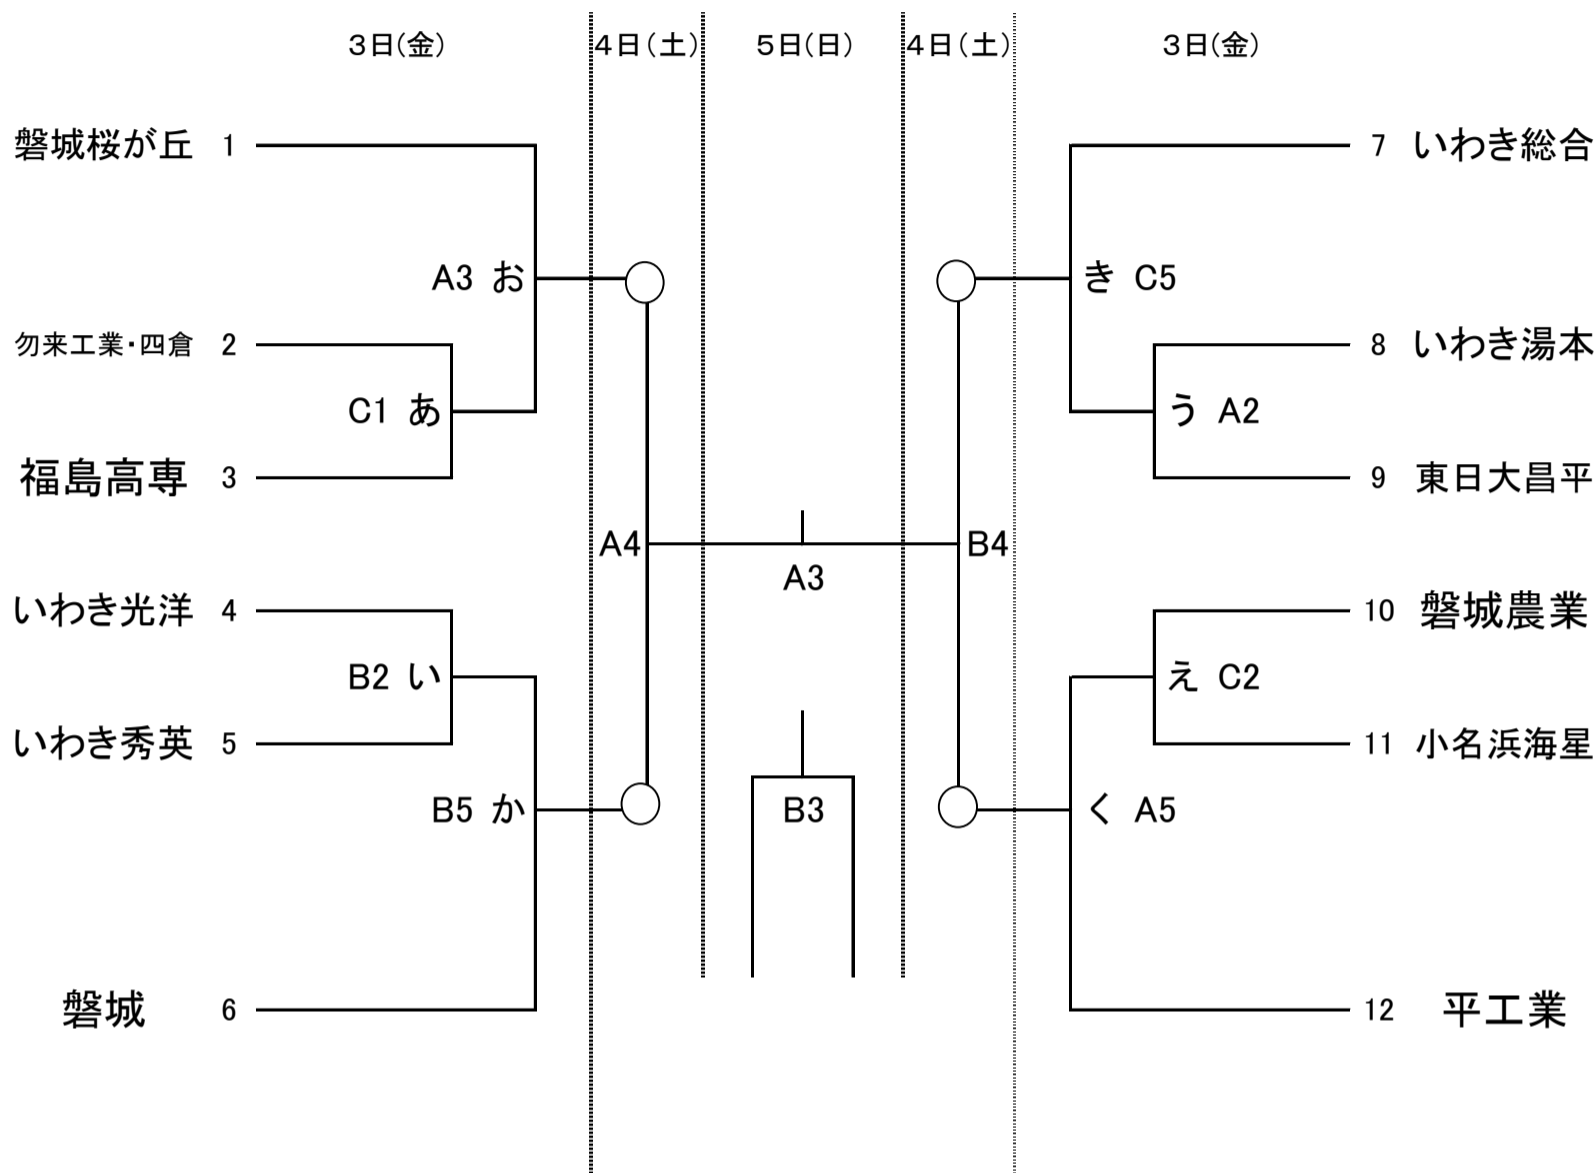 3日(金) 4日(土) 5日(日) 4日(土) 3日(金)
磐城桜が丘 1
7 いわき総合
A3 お
き C5
勿来工業・四倉 2
8 いわき湯本
C1 あ
う A2
福島高専 3
9 東日大昌平
A4
B4
A3
いわき光洋 4
10 磐城農業
B2 い
え C2
いわき秀英 5
11 小名浜海星
B5 か
B3
く A5
磐城 6
12 平工業